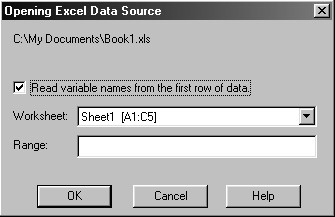 Opening Excel Data Source
C:\My Documents\Book1.xls
Read variable names from the first row of data.
Worksheet: Sheet1 [A1:C5]
Range:
OK Cancel Help